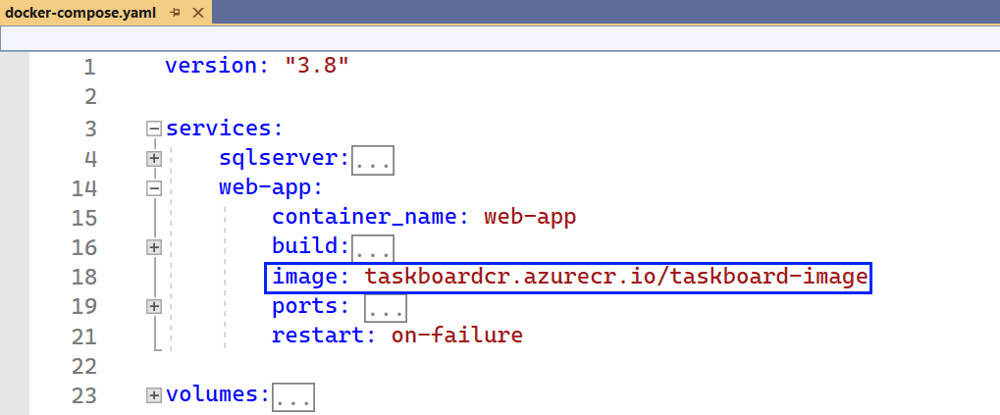 docker-compose.yaml
1 version: "3.8"
2
3 services:
4 sqlserver:...
14 web-app:
15 container_name: web-app
16 build:...
18 image: taskboardcr.azurecr.io/taskboard-image
19 ports: ...
21 restart: on-failure
22
23 volumes:...